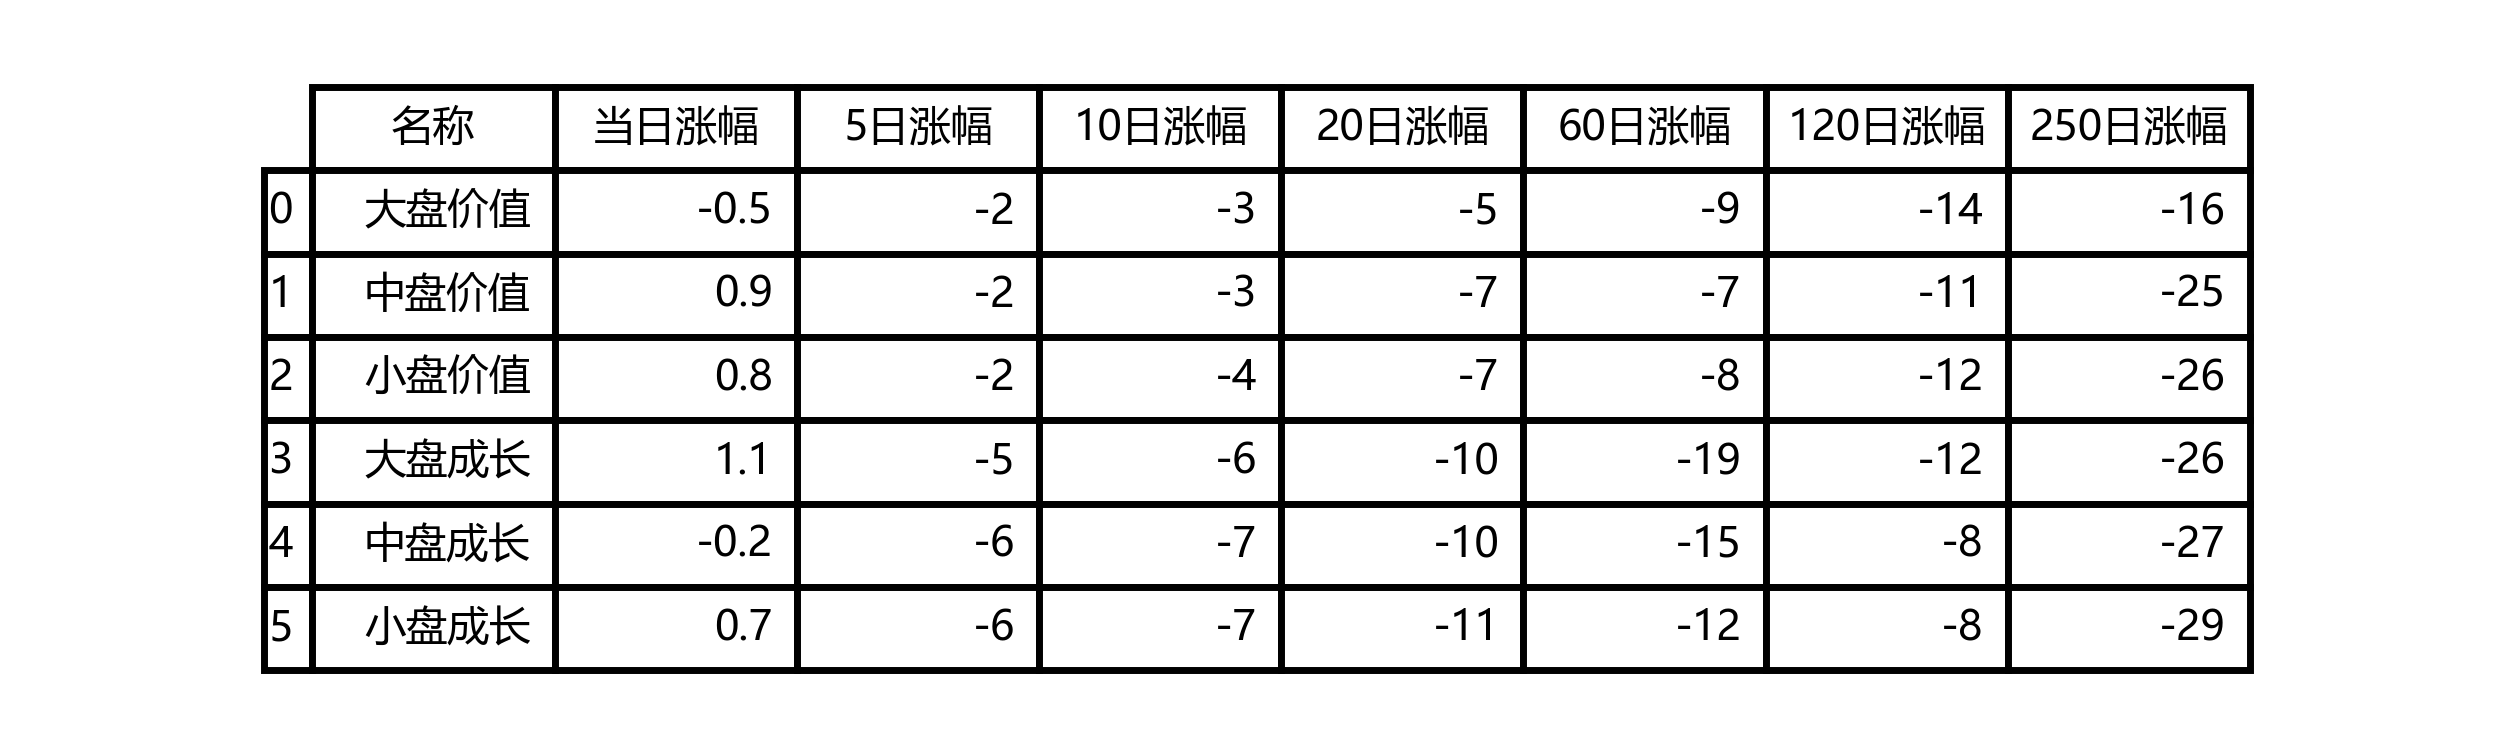 名称 当日涨幅 5日涨幅 10日涨幅 20日涨幅 60日涨幅 120日涨幅 250日涨幅
0 大盘价值 -0.5 -2 -3 -5 -9 -14 -16
1 中盘价值 0.9 -2 -3 -7 -7 -11 -25
2 小盘价值 0.8 -2 -4 -7 -8 -12 -26
3 大盘成长 1.1 -5 -6 -10 -19 -12 -26
4 中盘成长 -0.2 -6 -7 -10 -15 -8 -27
5 小盘成长 0.7 -6 -7 -11 -12 -8 -29